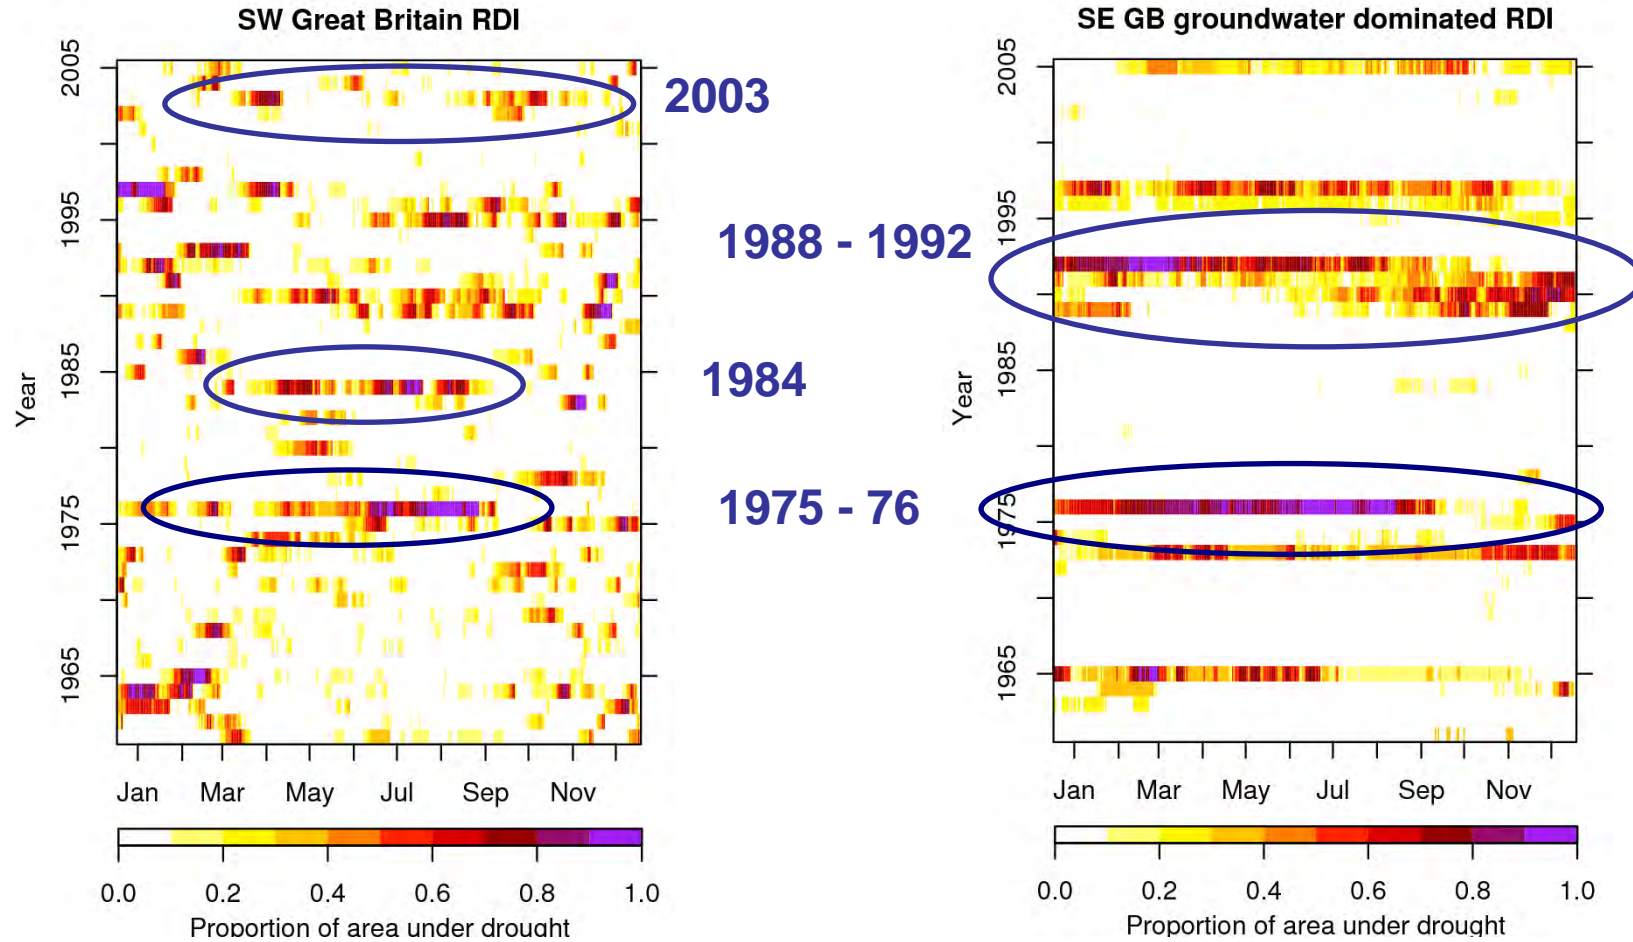 SW Great Britain RDI
2005
1995
1985
1975
1965
Year
Jan Mar May Jul Sep Nov
0.0 0.2 0.4 0.6 0.8 1.0
Proportion of area under drought
2003
1988 - 1992
1984
1975 - 76
SE GB groundwater dominated RDI
2005
1995
1985
1975
1965
Year
Jan Mar May Jul Sep Nov
0.0 0.2 0.4 0.6 0.8 1.0
Proportion of area under drought